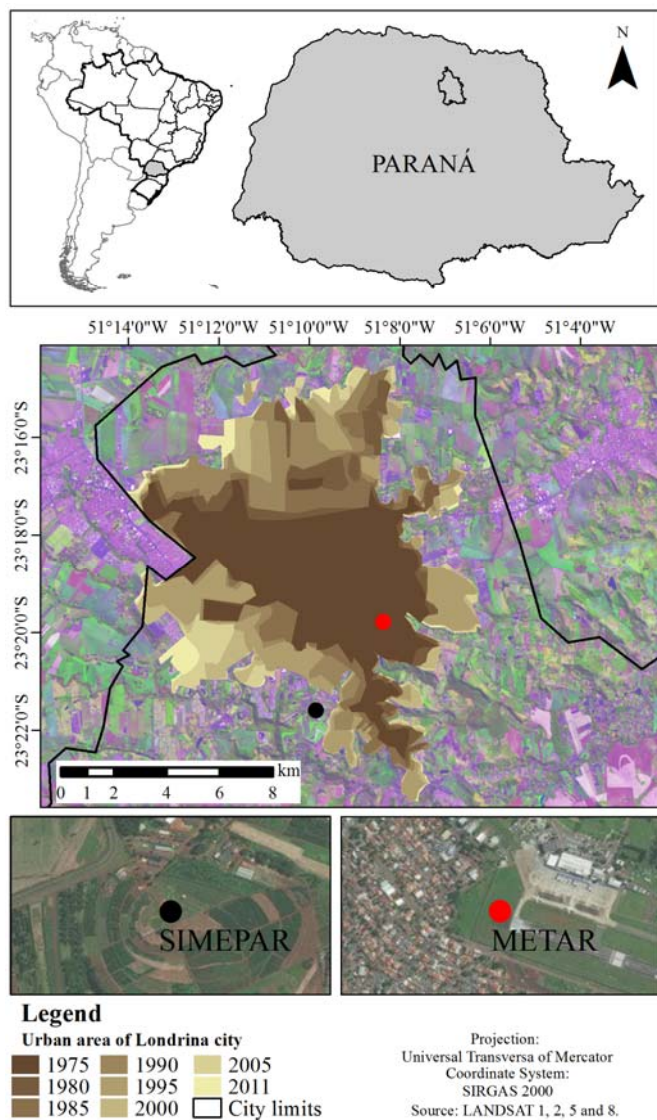 N
PARANÁ
51°14'0"W 51°12'0"W 51°10'0"W 51°8'0"W 51°6'0"W 51°4'0"W
23°16'0"S
23°18'0"S
23°20'0"S
23°22'0"S
km
0 1 2 4 6 8
SIMEPAR
METAR
Legend
Urban area of Londrina city
1975 1990 2005
1980 1995 2011
1985 2000 City limits
Projection:
Universal Transversa of Mercator
Coordinate System:
SIRGAS 2000
Source: LANDSAT 1, 2, 5 and 8.